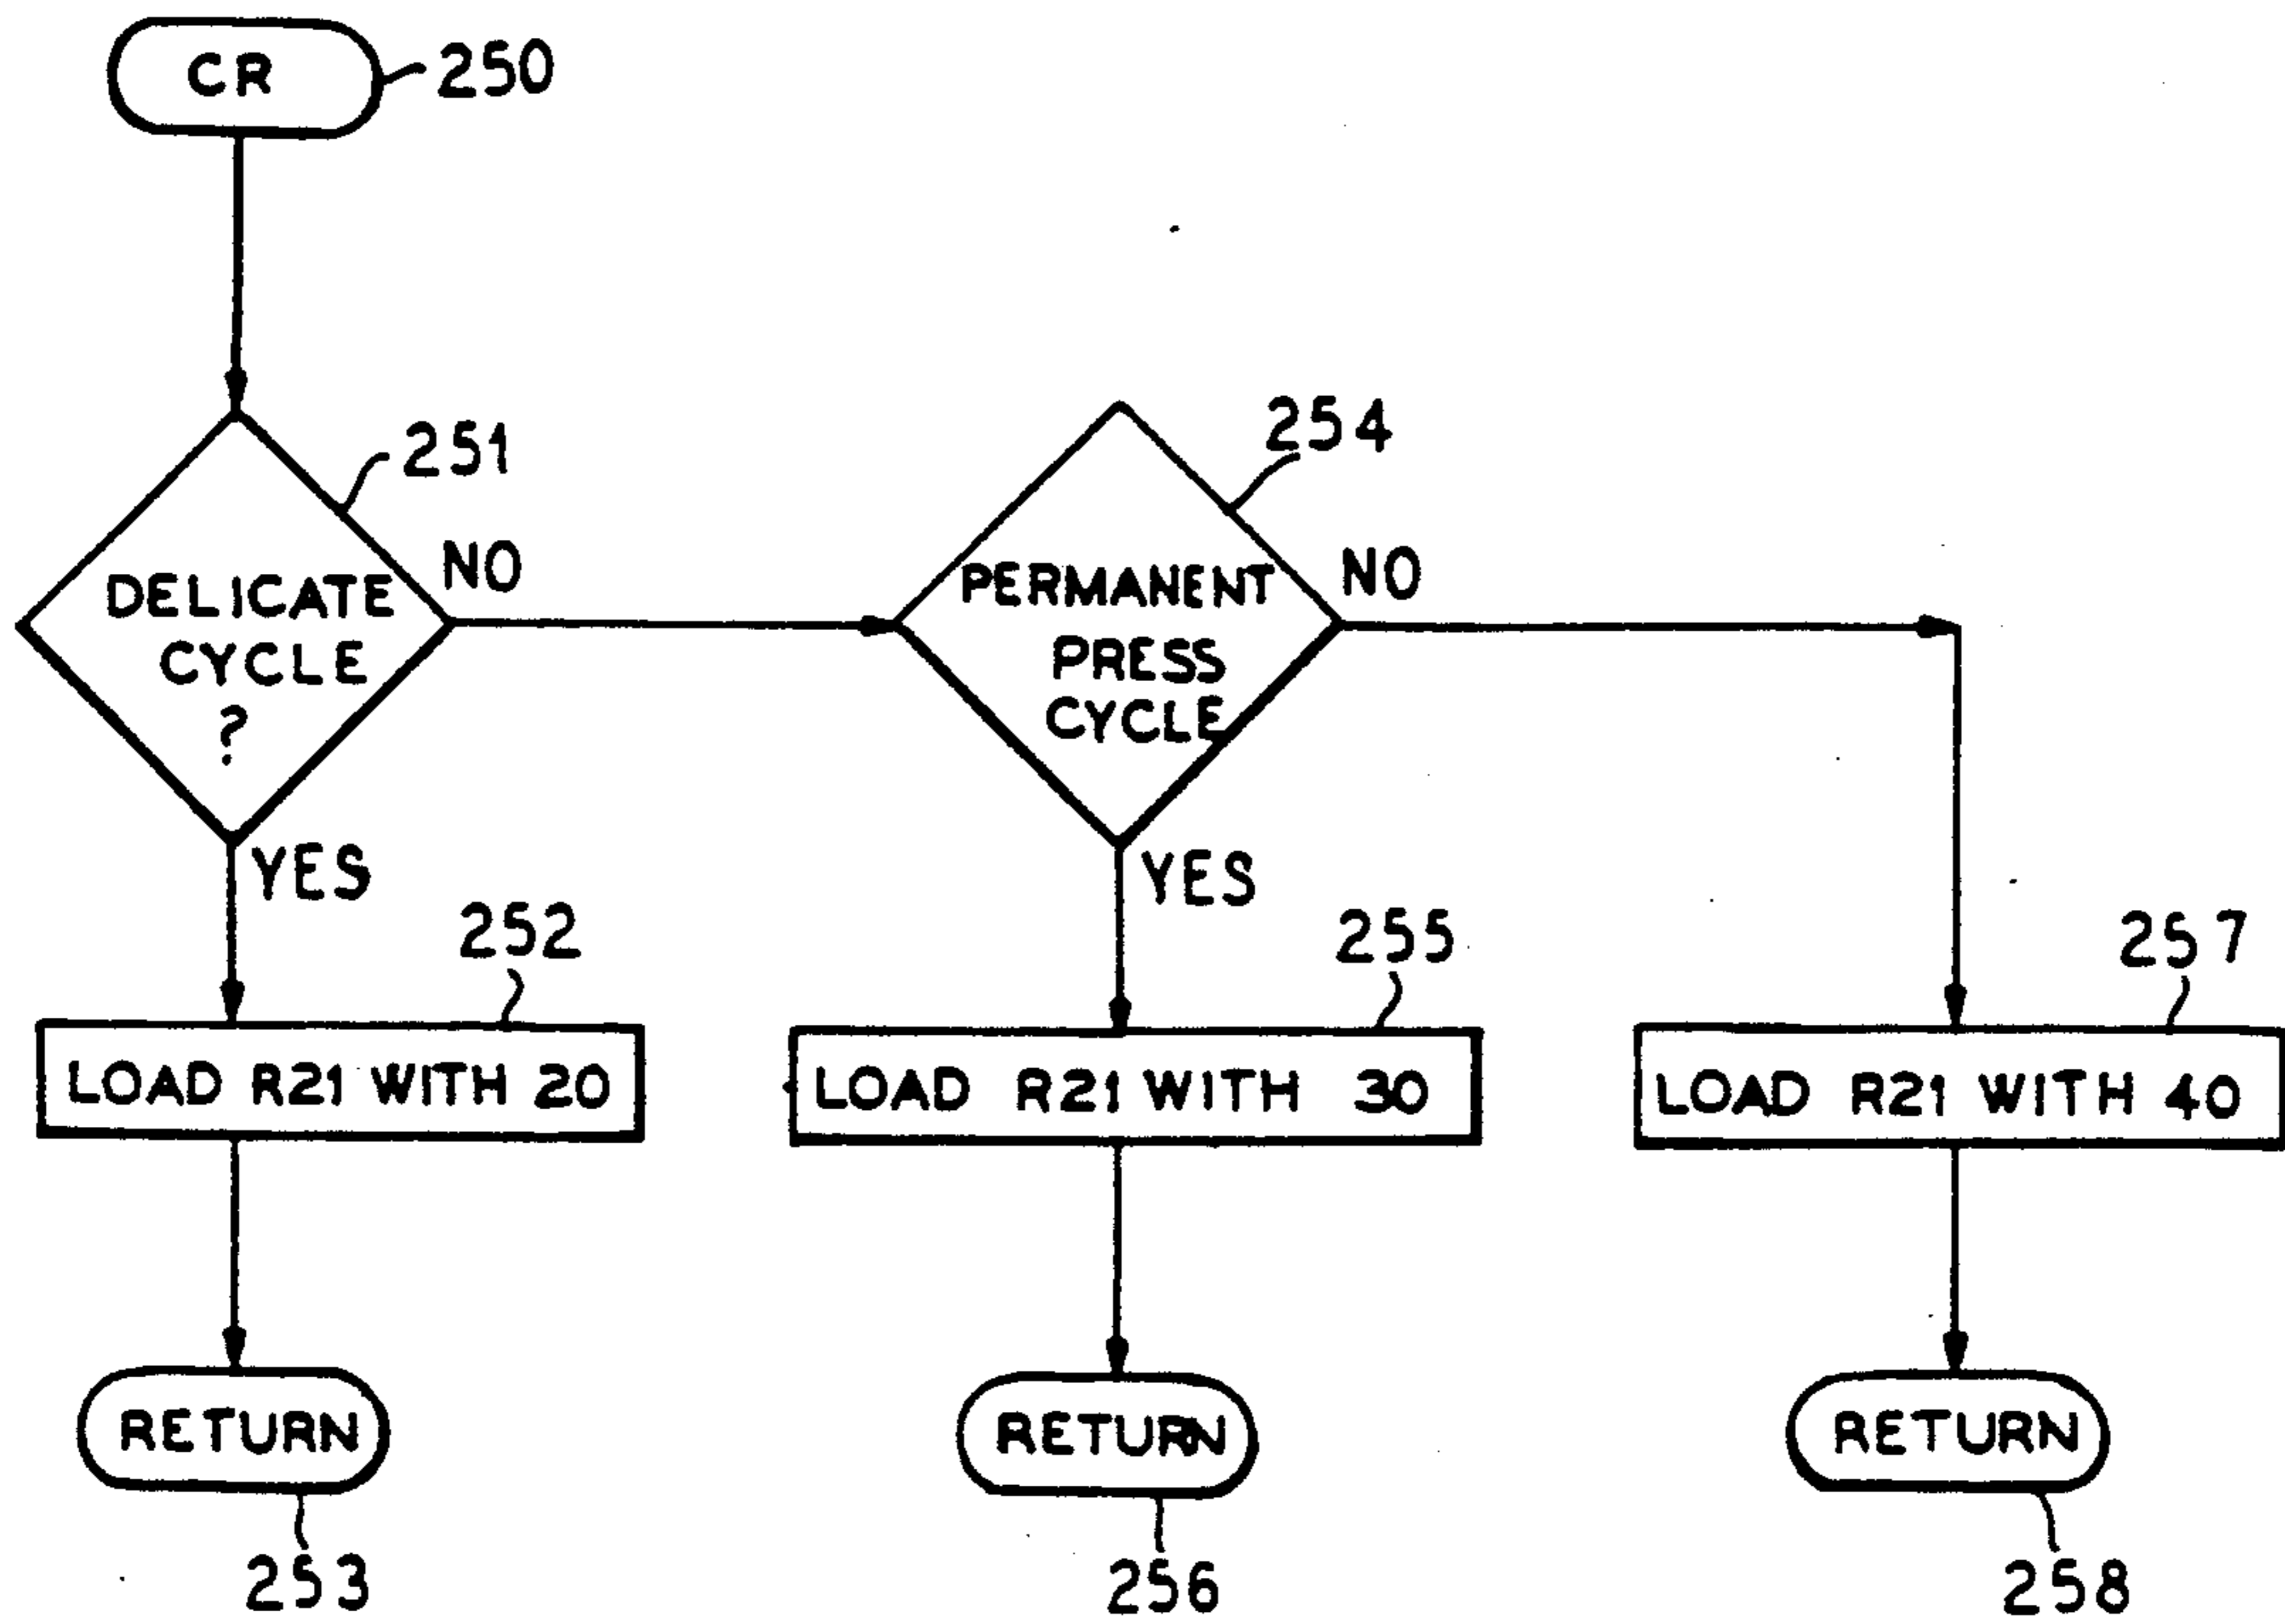 CR
250
251
NO
DELICATE
CYCLE
?
YES
254
NO
PERMANENT
PRESS
CYCLE
YES
252
LOAD R21 WITH 20
255
LOAD R21 WITH 30
257
LOAD R21 WITH 40
RETURN
253
RETURN
256
RETURN
258